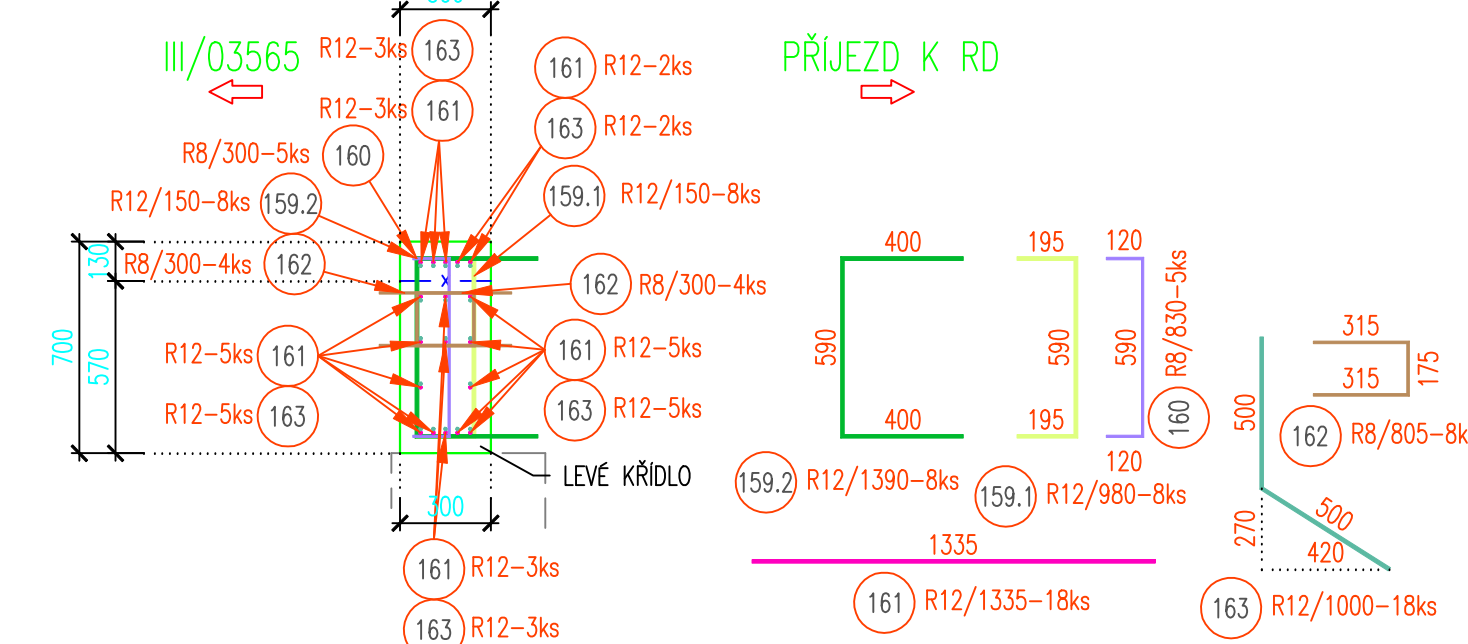 III/03565
PŘÍJEZD K RD
R12-3ks 163
R12-3ks 161
161 R12-2ks
163 R12-2ks
R8/300-5ks 160
R12/150-8ks 159.2
159.1 R12/150-8ks
R8/300-4ks 162
162 R8/300-4ks
130
700
570
R12-5ks 161
R12-5ks 163
161 R12-5ks
163 R12-5ks
LEVÉ KŘÍDLO
300
161 R12-3ks
163 R12-3ks
400
590
400
159.2 R12/1390-8ks
195
590
195
159.1 R12/980-8ks
120
590
120
R8/830-5ks
160
315
315
175
162 R8/805-8k
1335
161 R12/1335-18ks
500
500
270
420
163 R12/1000-18ks